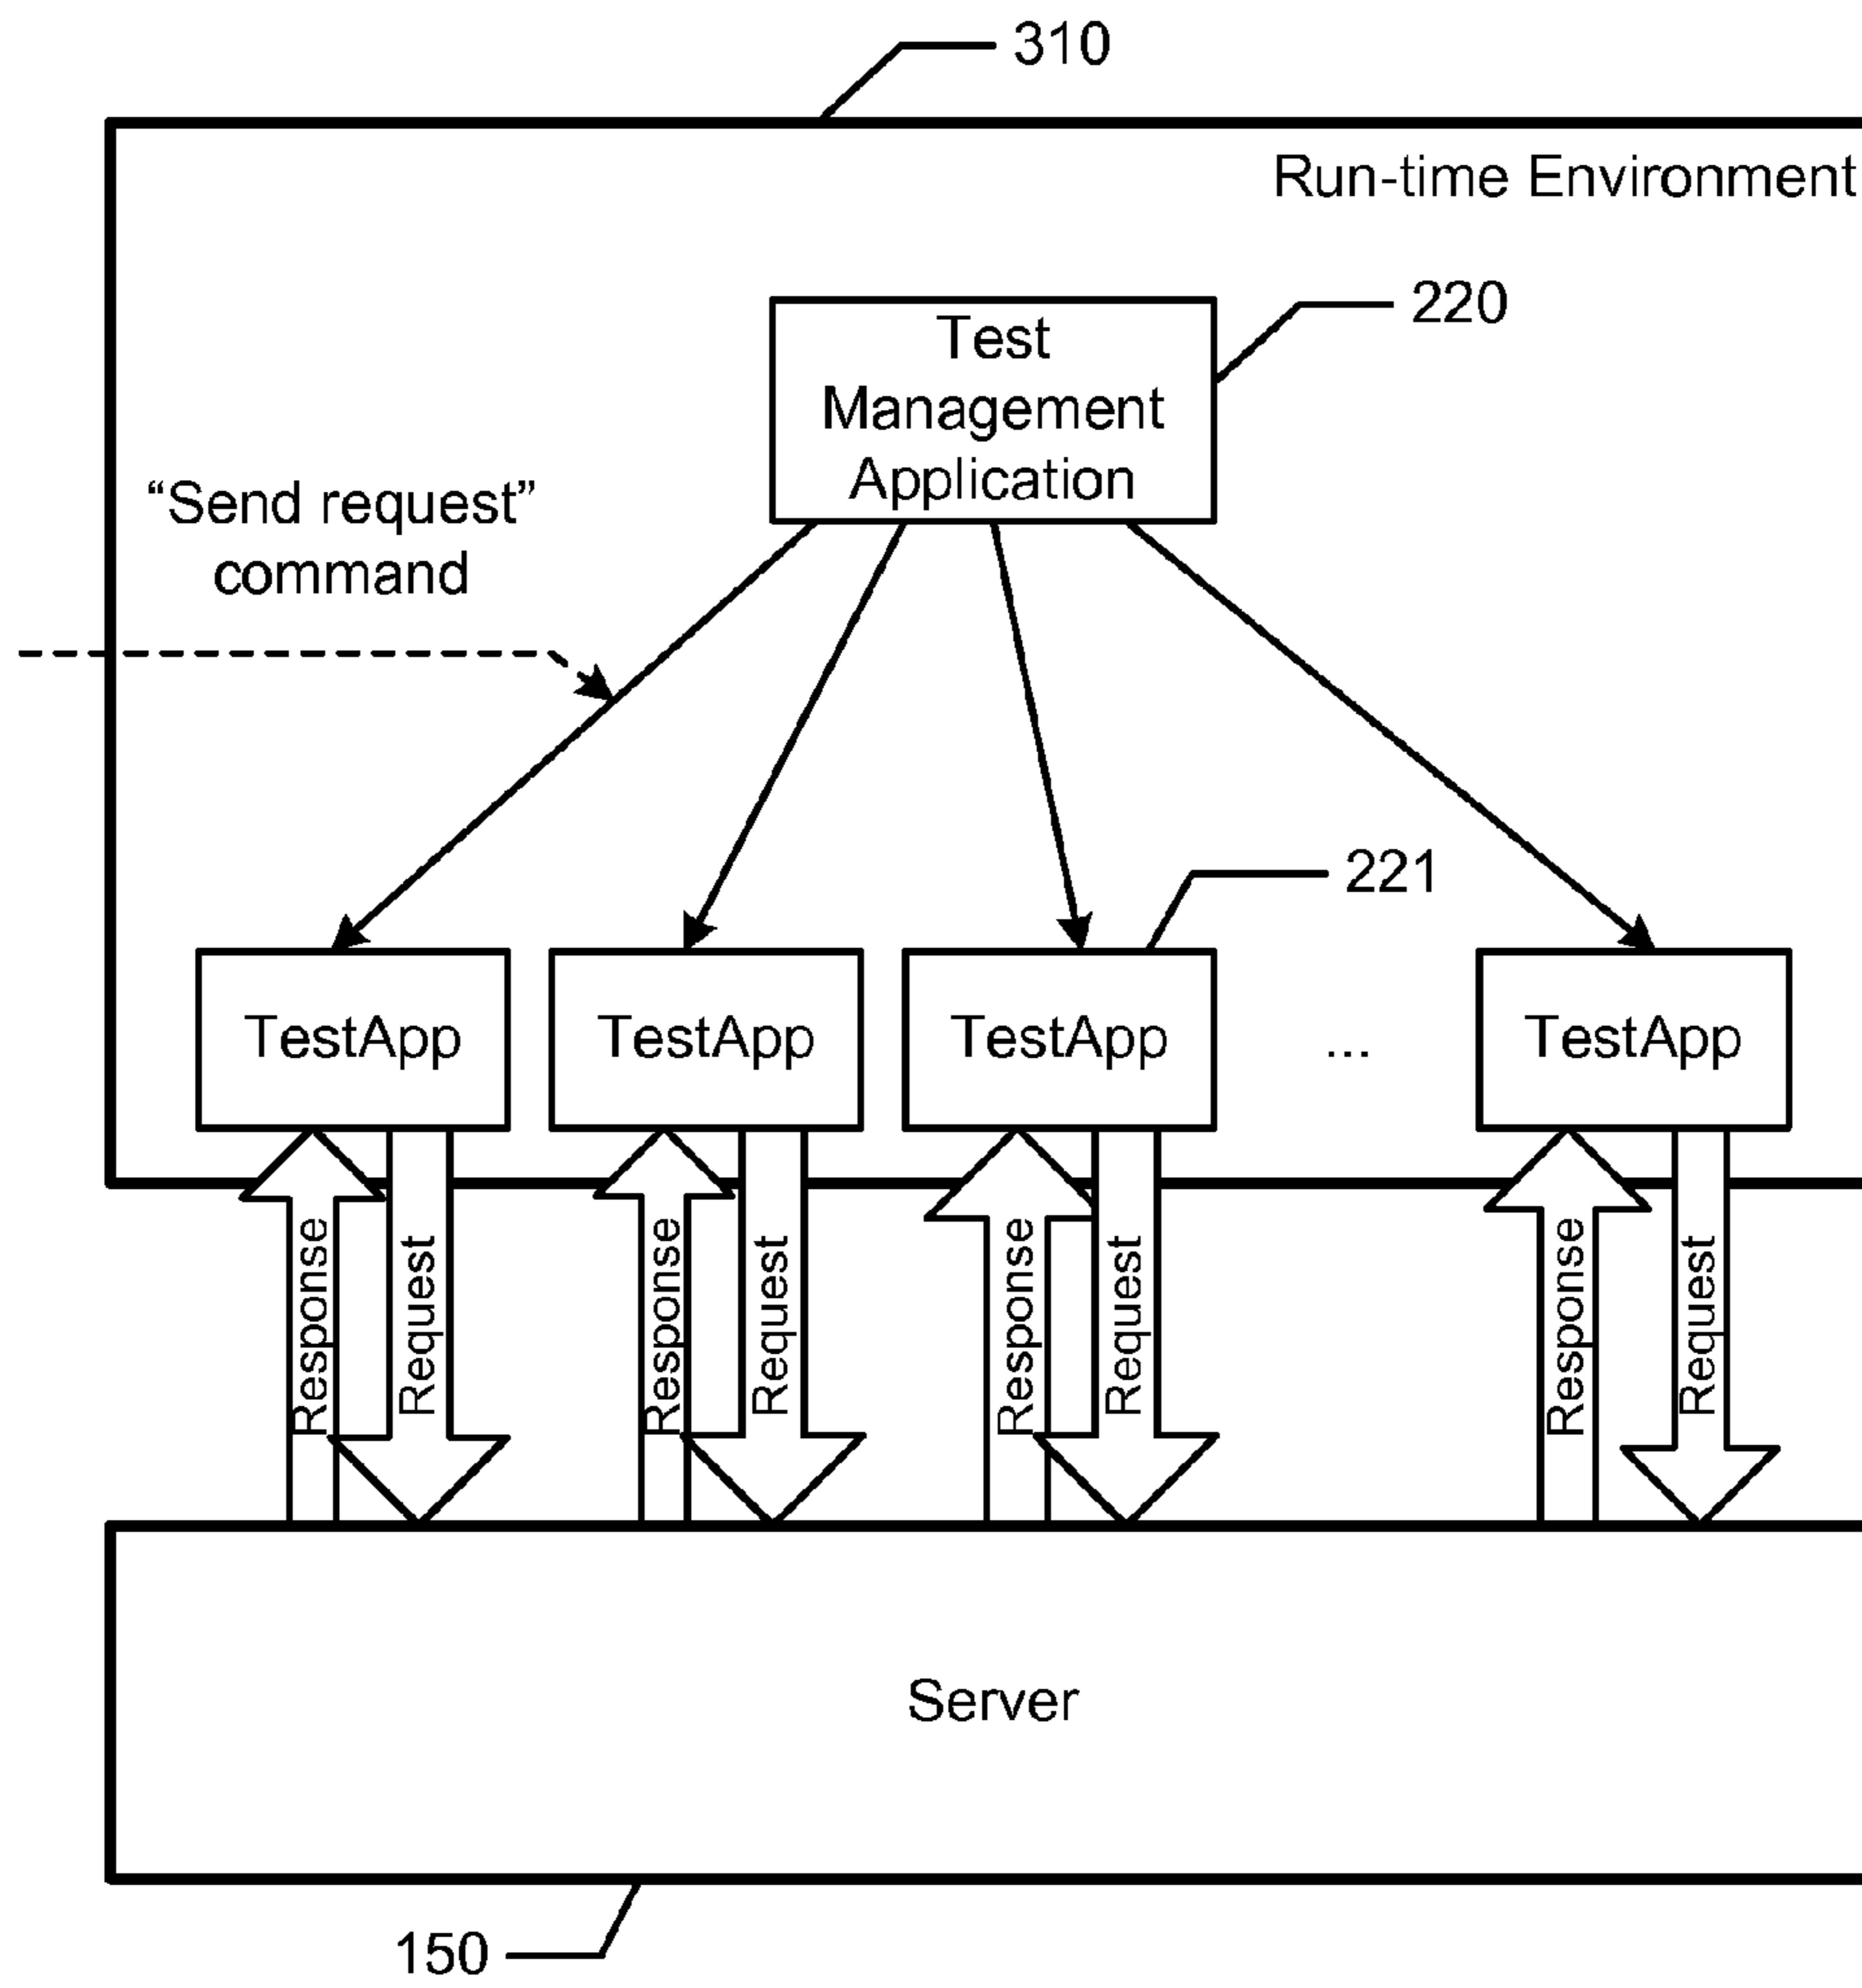 310
Run-time Environment
220
Test
Management
Application
“Send request”
command
221
TestApp
TestApp
TestApp
...
TestApp
Response
Request
Response
Request
Response
Request
Response
Request
Server
150